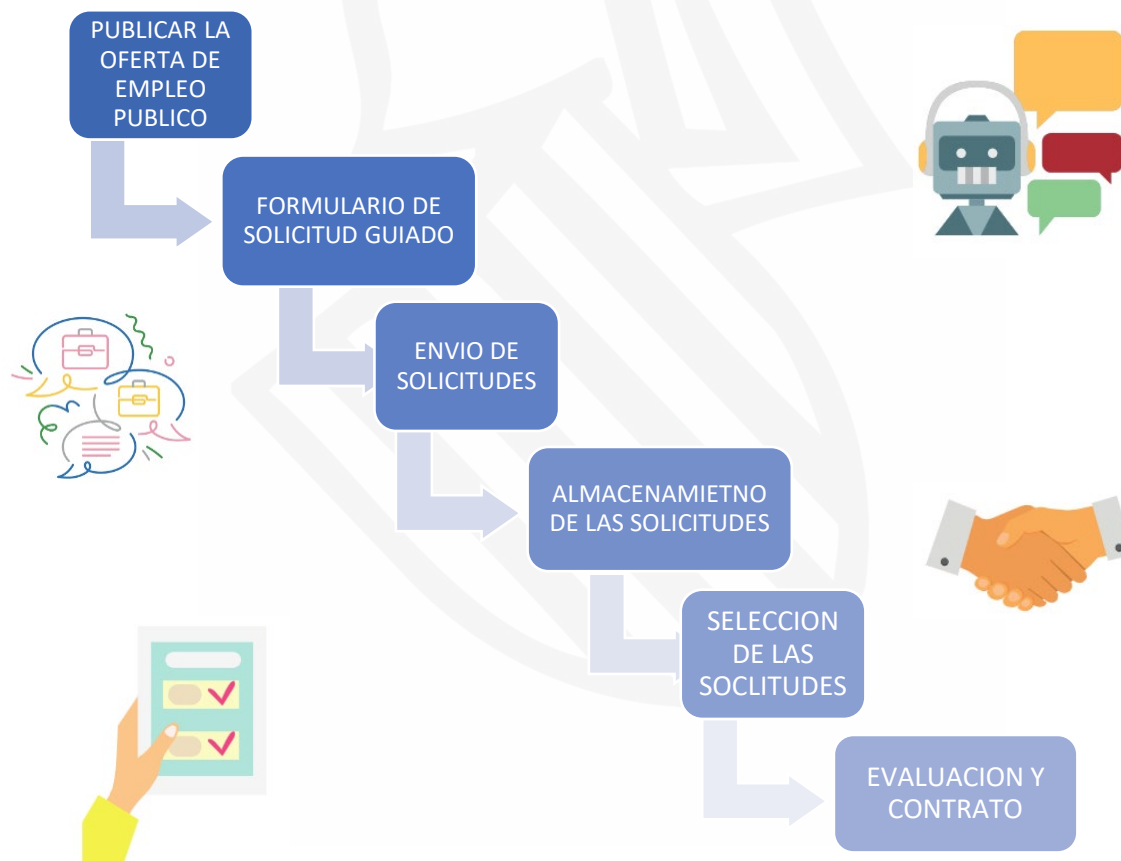 PUBLICAR LA
OFERTA DE
EMPLEO
PUBLICO
FORMULARIO DE
SOLICITUD GUIADO
ENVIO DE
SOLICITUDES
ALMACENAMIETNO
DE LAS SOLICITUDES
SELECCION
DE LAS
SOCLITUDES
EVALUACION Y
CONTRATO